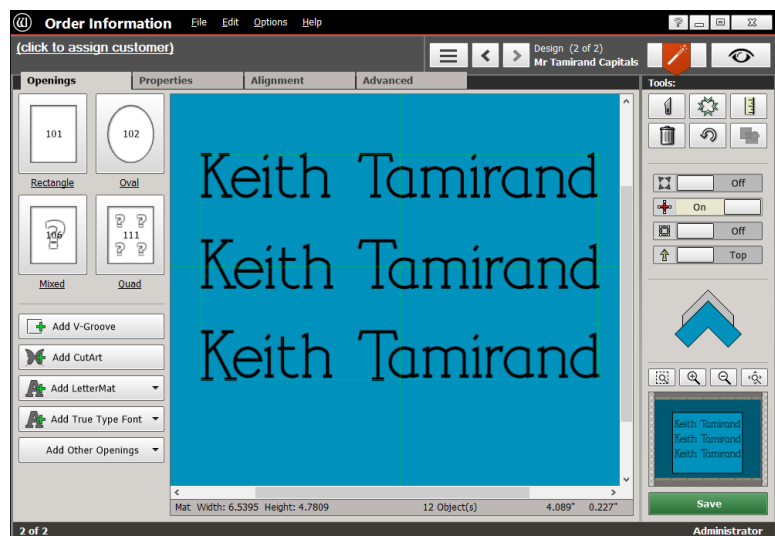 Order Information File Edit Options Help
(click to assign customer)
Design (2 of 2)
Mr Tamirand Capitals
Openings Properties Alignment Advanced
Tools:
101 102
Rectangle Oval
106 111
Mixed Quad
Add V-Groove
Add CutArt
Add LetterMat
Add True Type Font
Add Other Openings
Keith Tamirand
Keith Tamirand
Keith Tamirand
Off
On
Off
Top
Keith Tamirand
Keith Tamirand
Keith Tamirand
Save
Mat Width: 6.5395 Height: 4.7809 12 Object(s) 4.089" 0.227"
2 of 2 Administrator